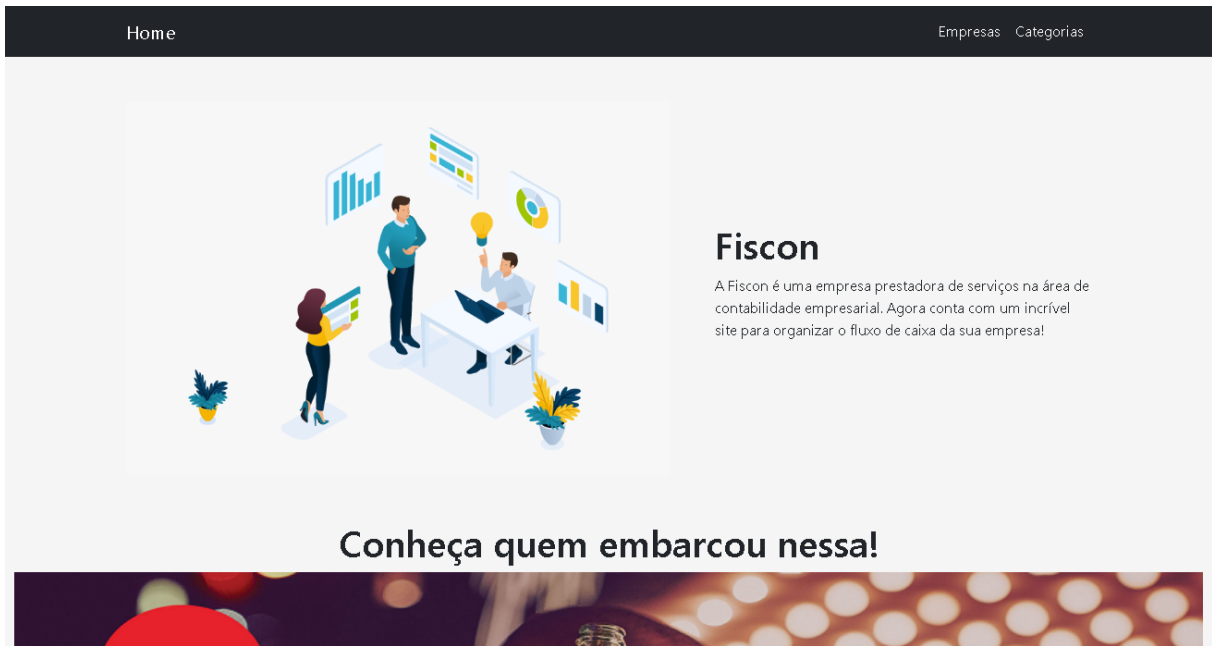 Home
Empresas Categorias
Fiscon
A Fiscon é uma empresa prestadora de serviços na área de
contabilidade empresarial. Agora conta com um incrível
site para organizar o fluxo de caixa da sua empresa!
Conheça quem embarcou nessa!